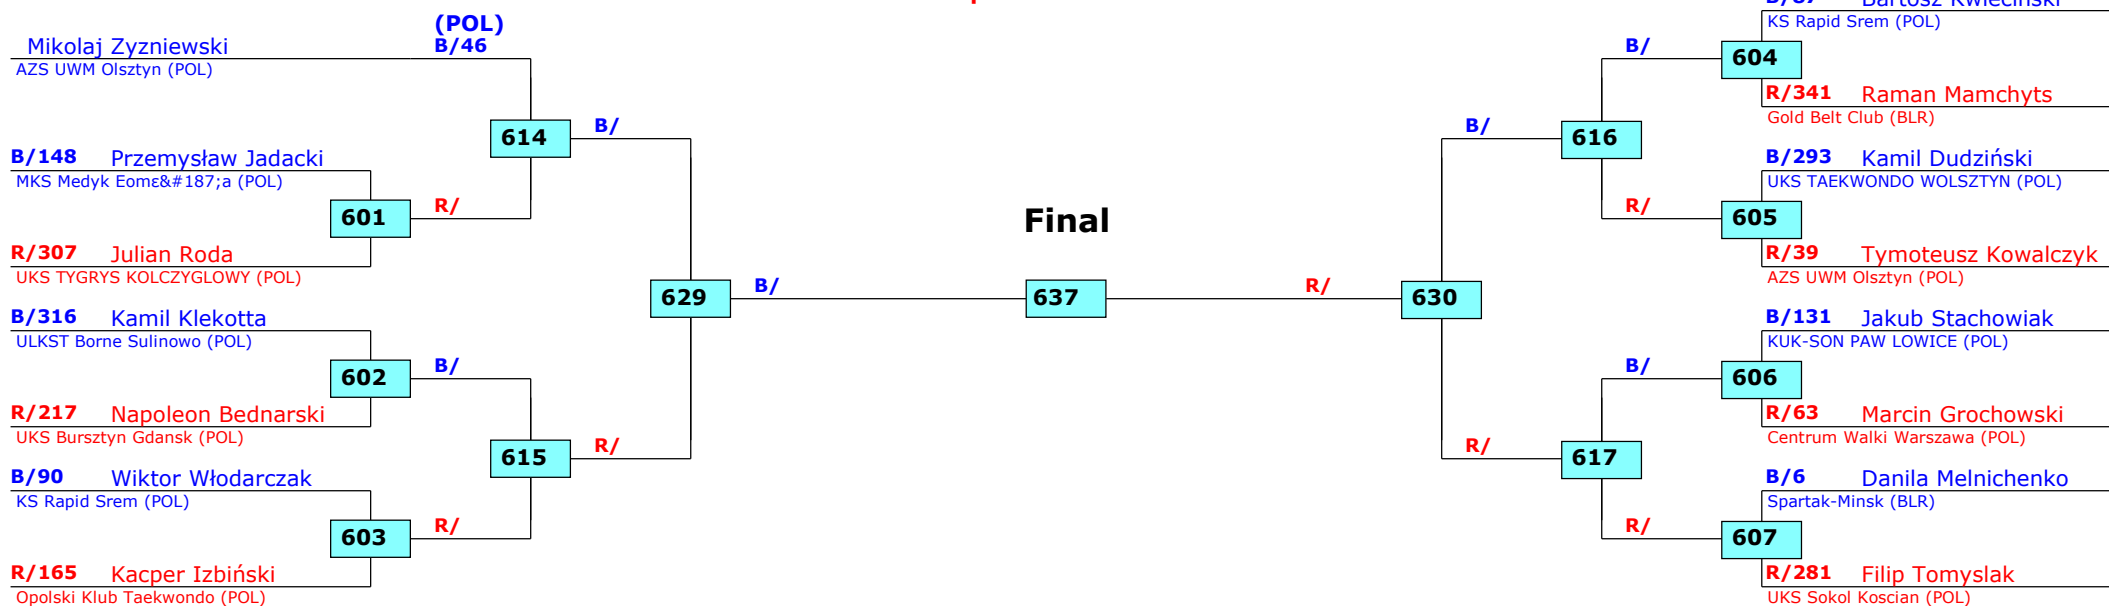 (POL)
Mikolaj Zyzniewski B/46
AZS UWM Olsztyn (POL)
614
B/
B/148 Przemysław Jadacki
MKS Medyk Eomε&#187;a (POL)
601
R/
R/307 Julian Roda
UKS TYGRYS KOLCZYGLOWY (POL)
629
B/
B/316 Kamil Klekotta
ULKST Borne Sulinowo (POL)
602
B/
R/217 Napoleon Bednarski
UKS Bursztyn Gdansk (POL)
615
R/
B/90 Wiktor Włodarczak
KS Rapid Srem (POL)
603
R/
R/165 Kacper Izbiński
Opolski Klub Taekwondo (POL)
Final
637
R/
630
B/
616
B/
R/
R/
617
B/
R/
Bartosz Kwieciński
KS Rapid Srem (POL)
604
R/341 Raman Mamchyts
Gold Belt Club (BLR)
B/293 Kamil Dudziński
UKS TAEKWONDO WOLSZTYN (POL)
605
R/39 Tymoteusz Kowalczyk
AZS UWM Olsztyn (POL)
B/131 Jakub Stachowiak
KUK-SON PAW LOWICE (POL)
606
R/63 Marcin Grochowski
Centrum Walki Warszawa (POL)
B/6 Danila Melnichenko
Spartak-Minsk (BLR)
607
R/281 Filip Tomyslak
UKS Sokol Koscian (POL)